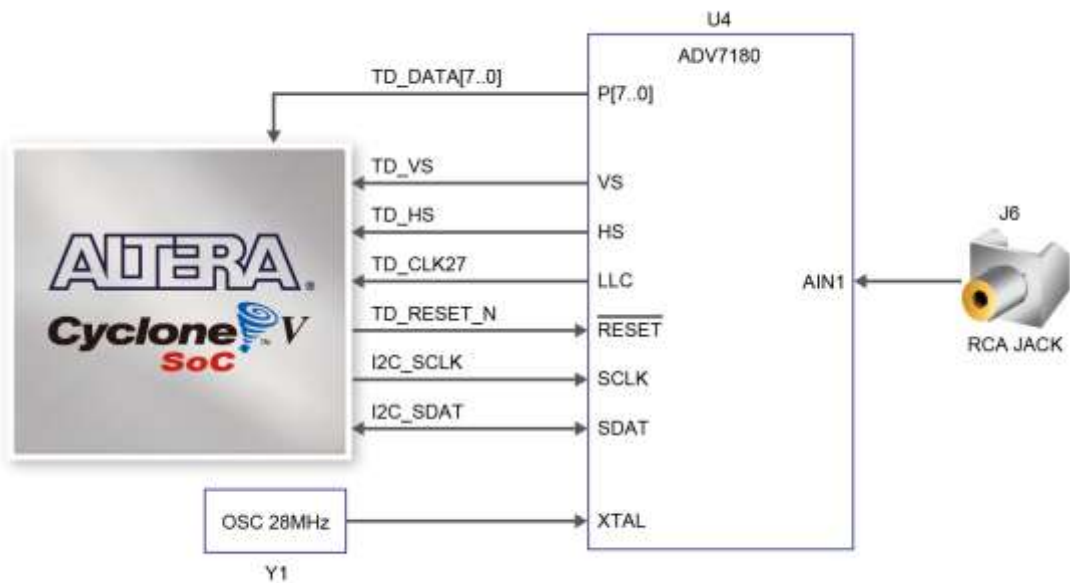 U4
ADV7180
TD_DATA[7..0]
P[7..0]
TD_VS
VS
TD_HS
HS
TD_CLK27
LLC
TD_RESET_N
RESET
I2C_SCLK
SCLK
I2C_SDAT
SDAT
AIN1
J6
RCA JACK
ALTERA®
Cyclone™ V
SoC
OSC 28MHz
XTAL
Y1